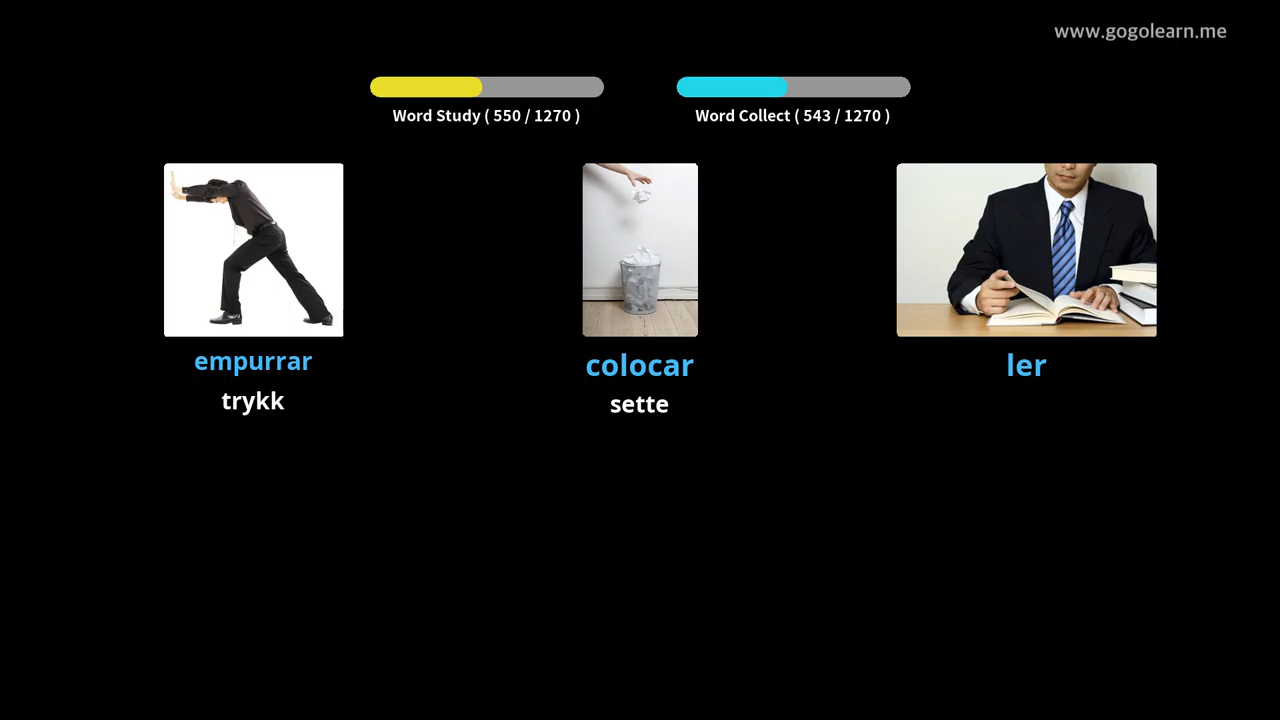 www.gogolearn.me
Word Study ( 550 / 1270 )
Word Collect ( 543 / 1270 )
empurrar
trykk
colocar
sette
ler